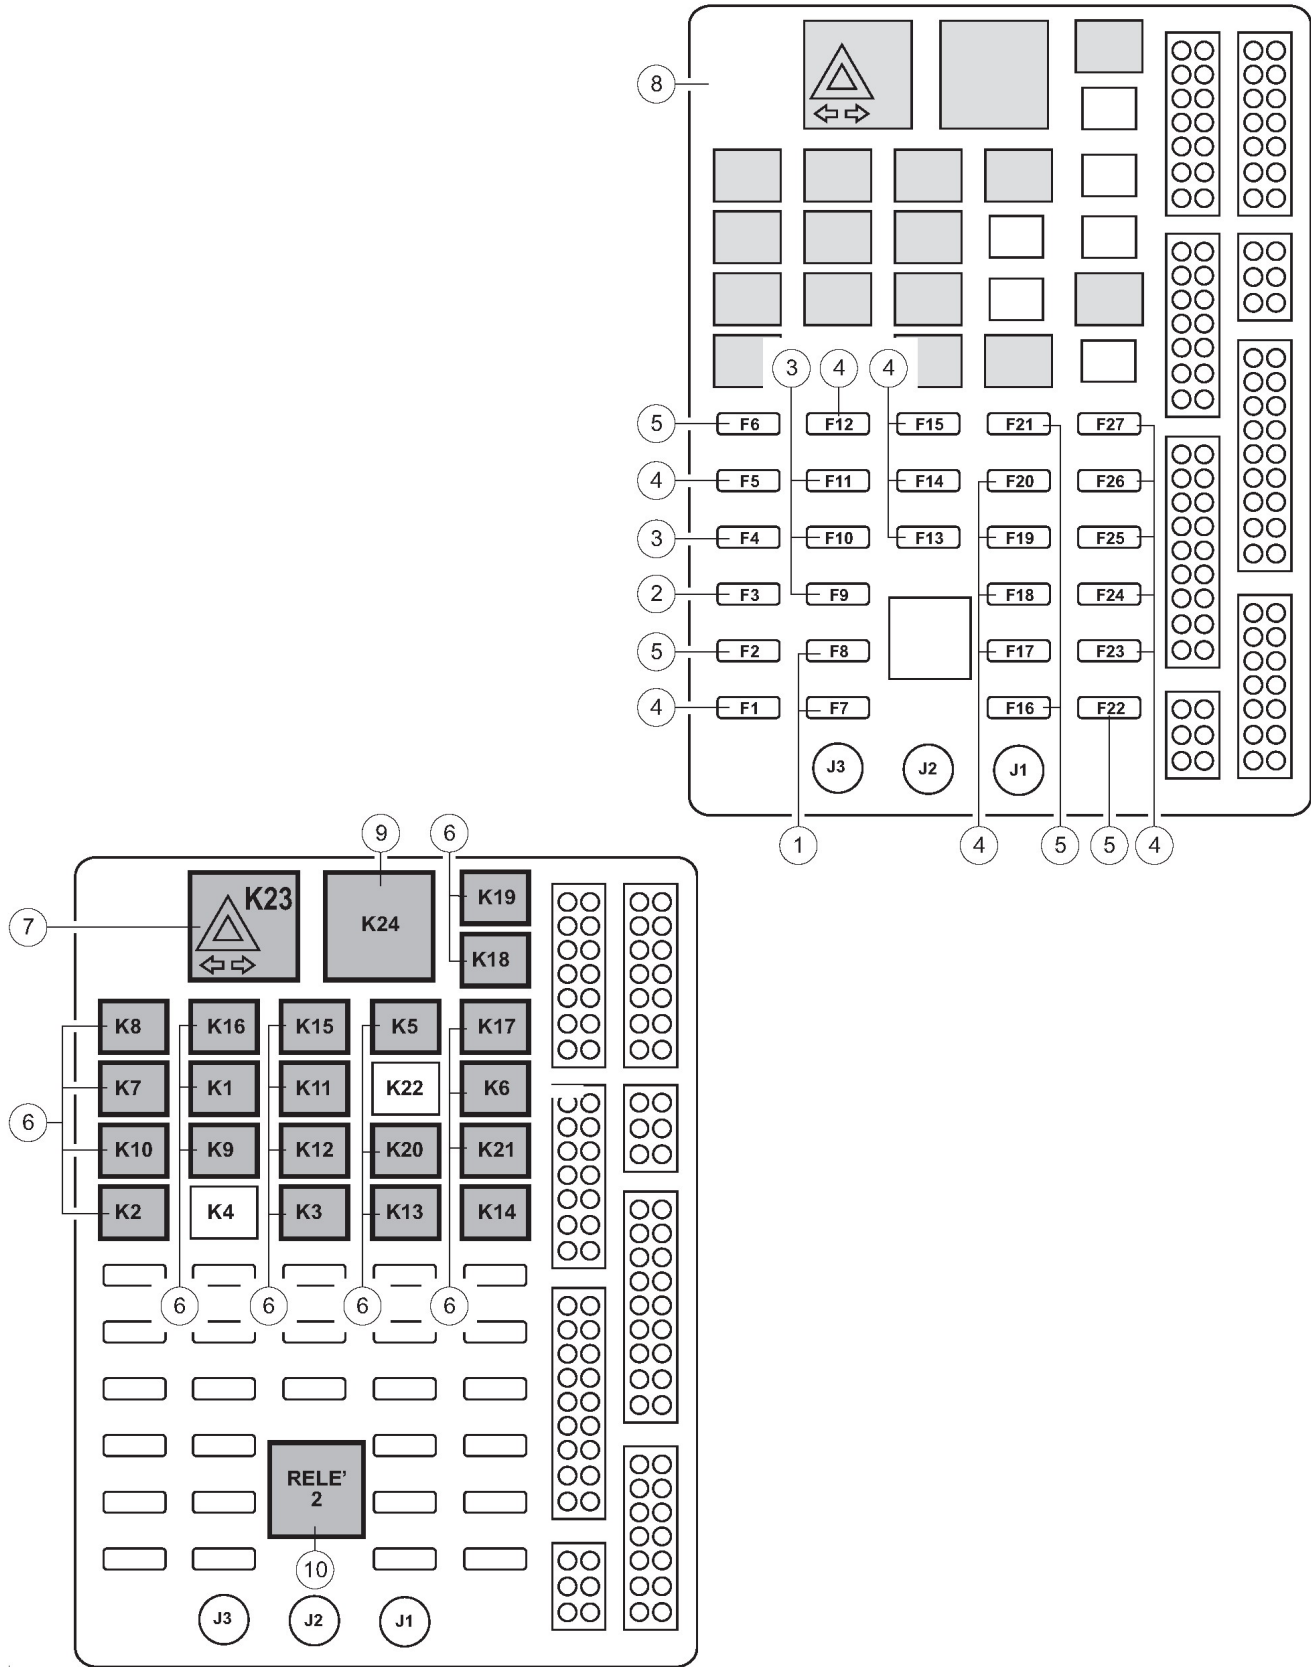 8
3 4 4
5 F6 F12 F15 F21 F27
4 F5 F11 F14 F20 F26
3 F4 F10 F13 F19 F25
2 F3 F9 F18 F24
5 F2 F8 F17 F23
4 F1 F7 F16 F22
J3 J2 J1
1 4 5 5 4
9 6
7 K23 K24 K19
K18
K8 K16 K15 K5 K17
K7 K1 K11 K22 K6
6
K10 K9 K12 K20 K21
K2 K4 K3 K13 K14
6 6 6 6
RELE'
2
10
J3 J2 J1